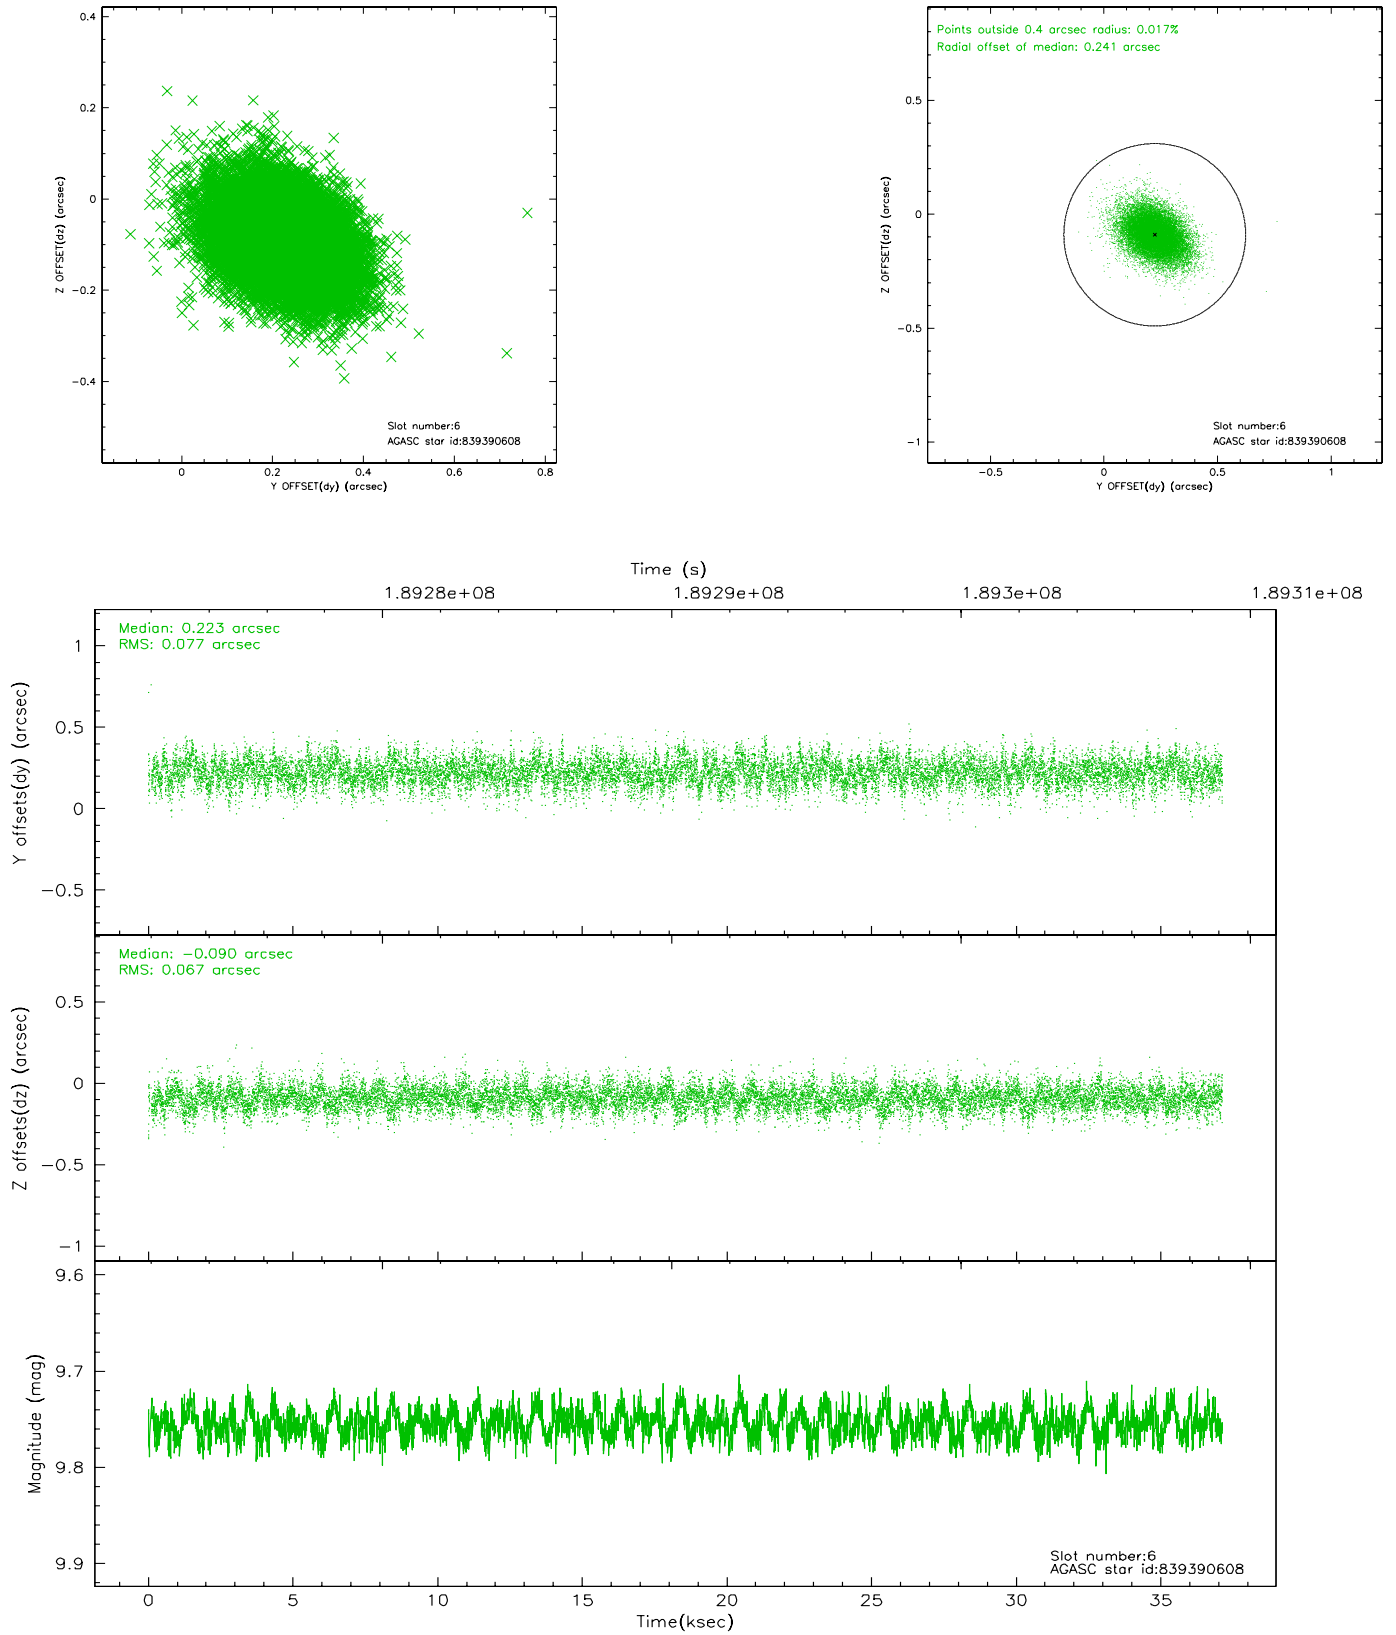 0.4
0.2
0
−0.2
−0.4
Z OFFSET(dz) (arcsec)
Slot number:6
AGASC star id:839390608
0 0.2 0.4 0.6 0.8
Y OFFSET(dy) (arcsec)
Points outside 0.4 arcsec radius: 0.017%
Radial offset of median: 0.241 arcsec
0.5
0
−0.5
−1
Z OFFSET(dz) (arcsec)
Slot number:6
AGASC star id:839390608
−0.5 0 0.5 1
Y OFFSET(dy) (arcsec)
Time (s)
1.8928e+08 1.8929e+08 1.893e+08 1.8931e+08
Median: 0.223 arcsec
RMS: 0.077 arcsec
1
0.5
0
−0.5
Y offsets(dy) (arcsec)
Median: −0.090 arcsec
RMS: 0.067 arcsec
0.5
0
−0.5
−1
Z offsets(dz) (arcsec)
9.6
9.7
9.8
9.9
Magnitude (mag)
Slot number:6
AGASC star id:839390608
0 5 10 15 20 25 30 35
Time(ksec)